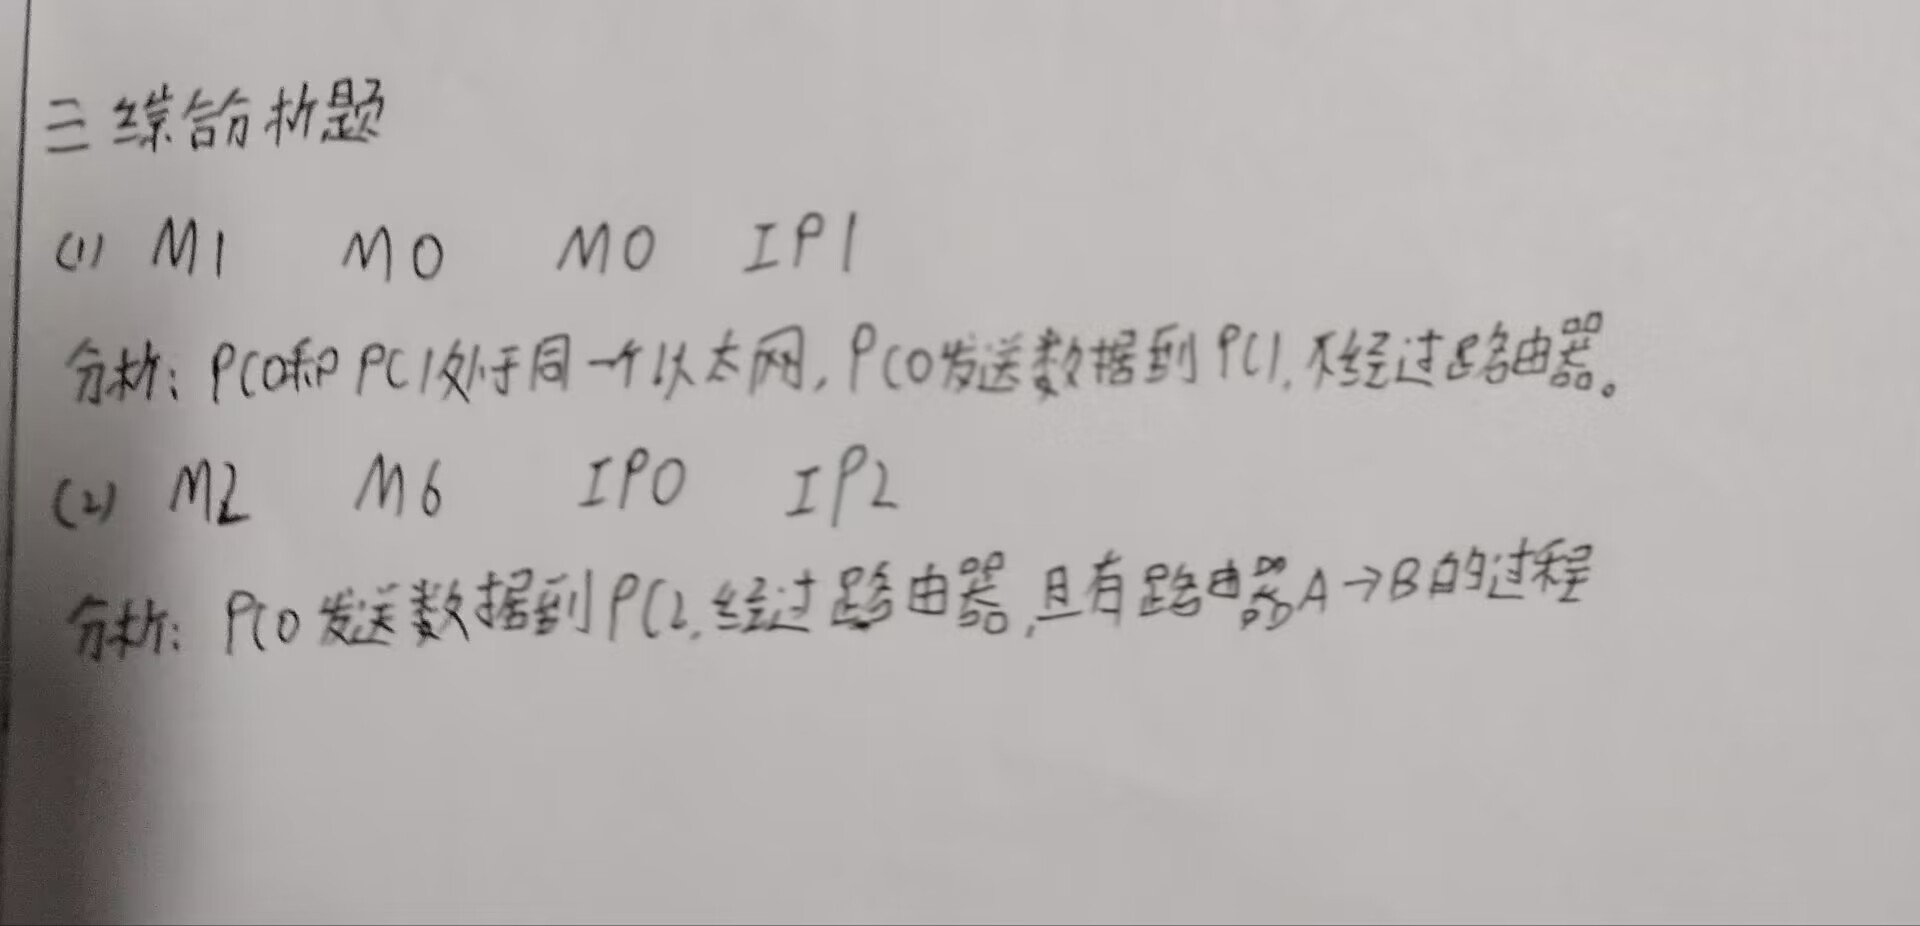 三 综合分析题
(1) M1 M0 M0 IP1
分析: PC0和PC1处于同一个以太网, PC0发送数据到PC1, 不经过路由器。
(2) M2 M6 IP0 IP2
分析: PC0发送数据到PC2, 经过路由器, 且有路由器A→B的过程